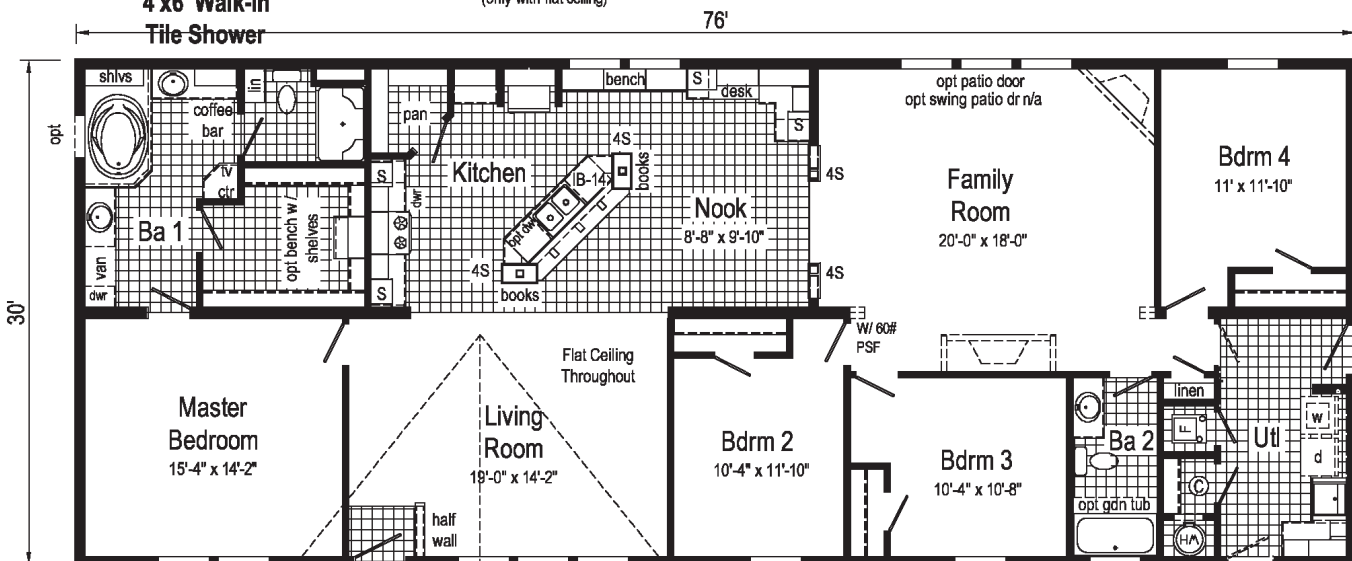 4'x6' Walk-in
Tile Shower
(only with flat ceiling)
76'
30'
opt
shlvs
coffee
bar
lin
tv
ctr
Ba 1
van
dwr
opt bench w/
shelves
pan
S
dwr
S
Kitchen
bench
S
desk
S
4S
books
IB-14
opt dw
4S
books
Nook
8'-8" x 9'-10"
4S
4S
opt patio door
opt swing patio dr n/a
Family
Room
20'-0" x 18'-0"
Bdrm 4
11' x 11'-10"
W/ 60#
PSF
Master
Bedroom
15'-4" x 14'-2"
Flat Ceiling
Throughout
Living
Room
19'-0" x 14'-2"
half
wall
Bdrm 2
10'-4" x 11'-10"
Bdrm 3
10'-4" x 10'-8"
Ba 2
opt gdn tub
linen
F
C
HW
Utl
w
d